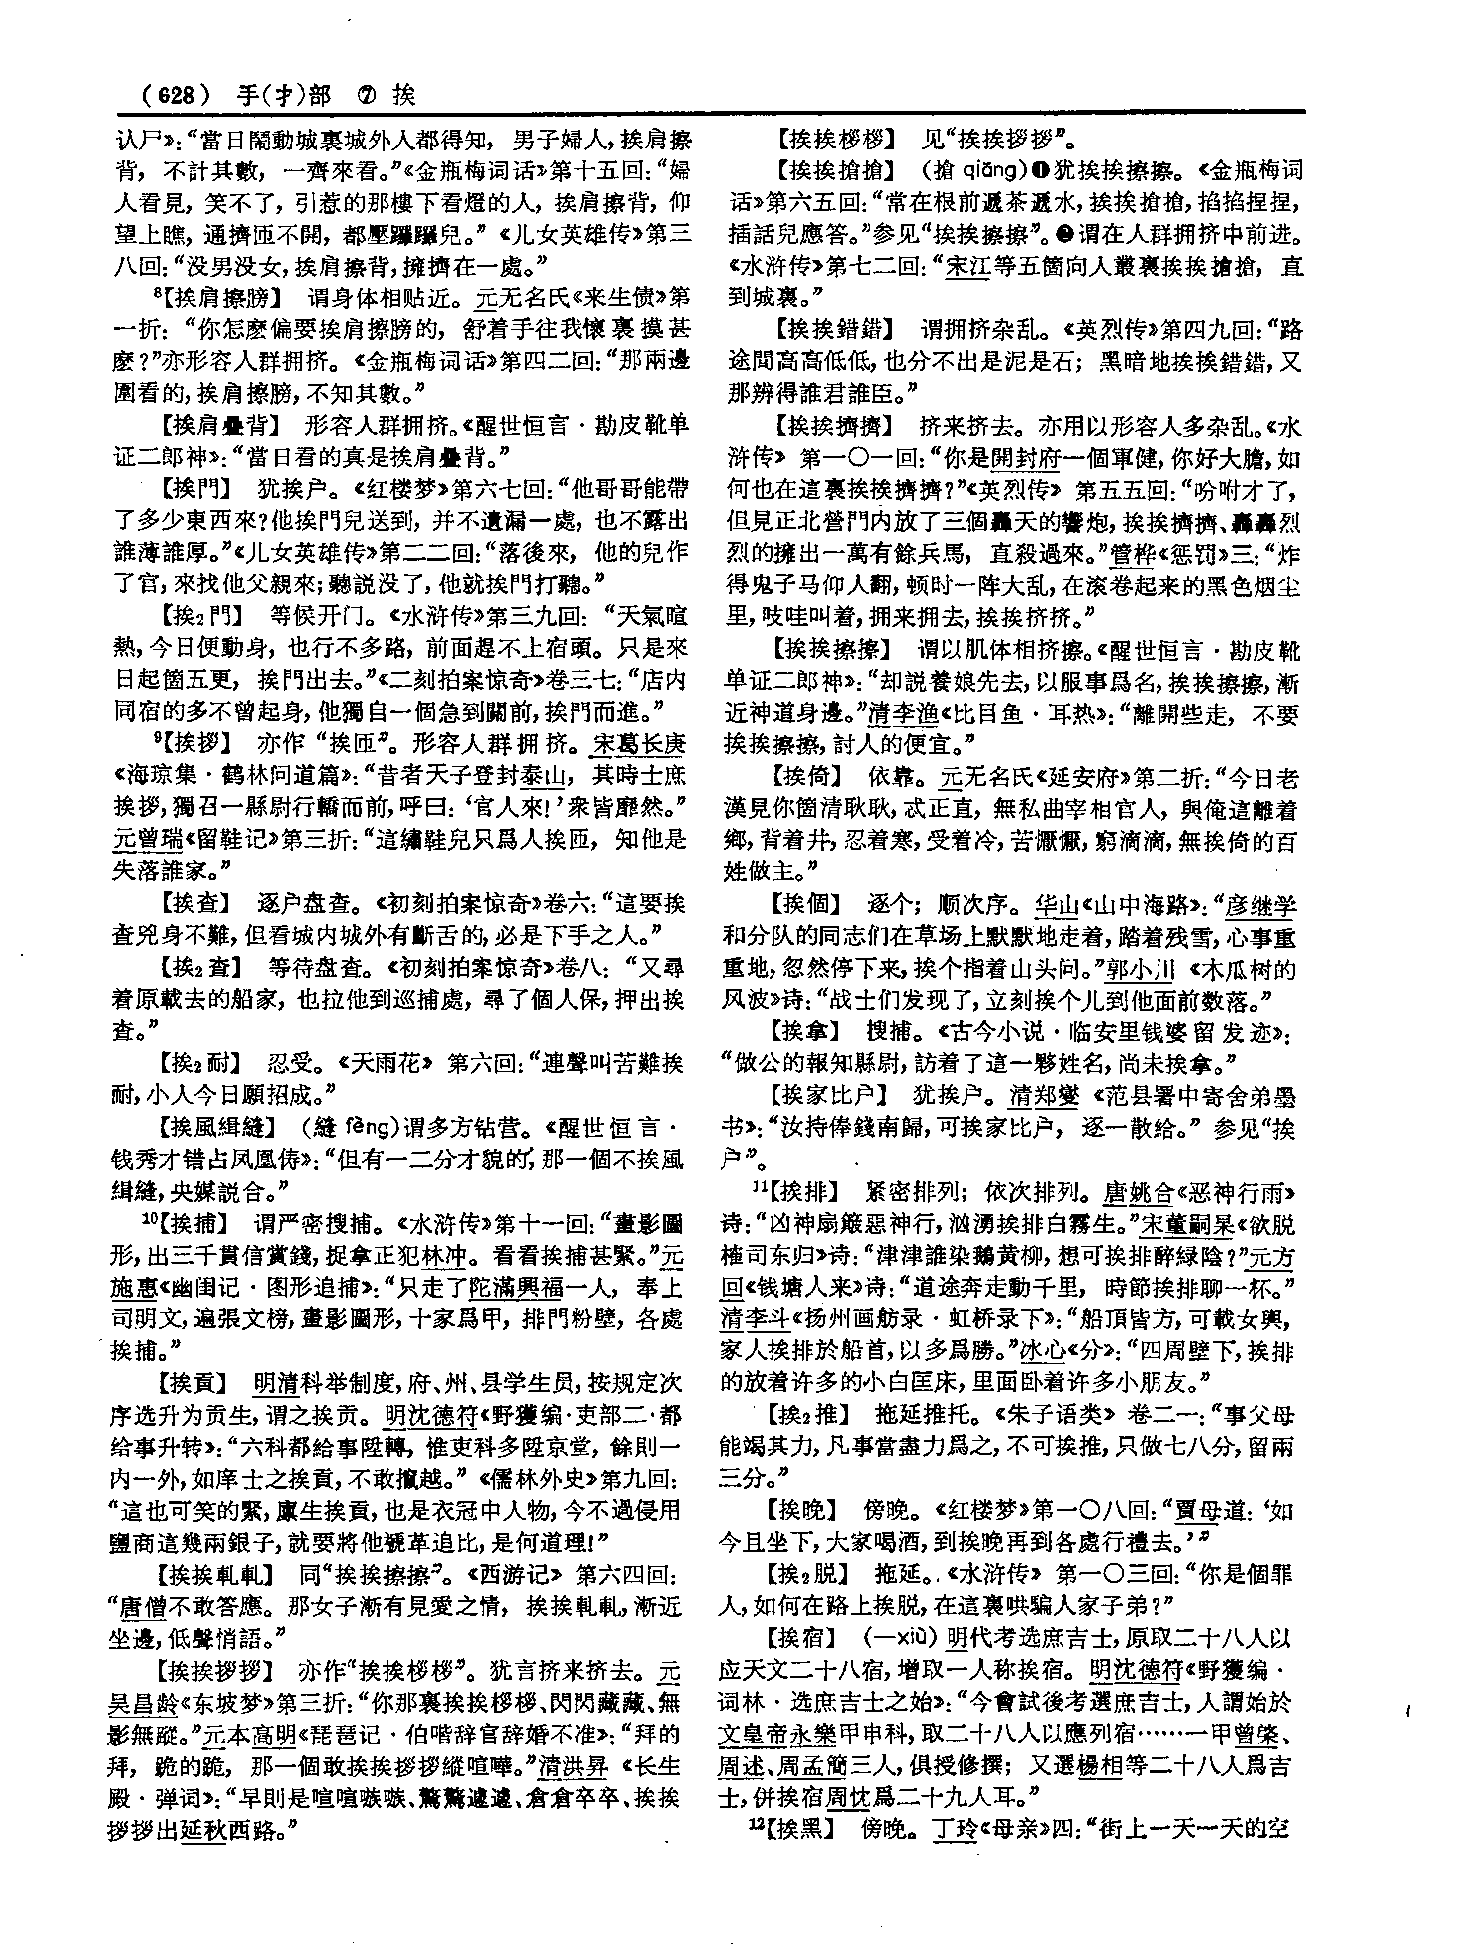 (628) 手(扌)部 ⑦ 挨
认尸》：“當日鬧動城裏城外人都得知，男子婦人，挨肩擦
背，不計其數，一齊來看。”《金瓶梅词话》第十五回：“婦
人看見，笑不了，引惹的那樓下看燈的人，挨肩擦背，仰
望上瞧，通擠匝不開，都壓䟴䟴兒。”《儿女英雄传》第三
八回：“没男没女，挨肩擦背，擁擠在一處。”
8【挨肩擦膀】 谓身体相贴近。元无名氏《来生债》第
一折：“你怎麽偏要挨肩擦膀的，舒着手往我懷裏摸甚
麽？”亦形容人群拥挤。《金瓶梅词话》第四二回：“那兩邊
圍看的，挨肩擦膀，不知其數。”
【挨肩疊背】 形容人群拥挤。《醒世恒言·勘皮靴单
证二郎神》：“當日看的真是挨肩疊背。”
【挨門】 犹挨户。《红楼梦》第六七回：“他哥哥能帶
了多少東西來？他挨門兒送到，并不遺漏一處，也不露出
誰薄誰厚。”《儿女英雄传》第二二回：“落後來，他的兒作
了官，來找他父親來；聽説没了，他就挨門打聽。”
【挨₂門】 等候开门。《水浒传》第三九回：“天氣暄
熱，今日便動身，也行不多路，前面趕不上宿頭。只是來
日起箇五更，挨門出去。”《二刻拍案惊奇》卷三七：“店内
同宿的多不曾起身，他獨自一個急到關前，挨門而進。”
9【挨拶】 亦作“挨匝”。形容人群拥挤。宋葛长庚
《海琼集·鹤林问道篇》：“昔者天子登封泰山，其時士庶
挨拶，獨召一縣尉行轎而前，呼曰：‘官人來！’衆皆靡然。”
元曾瑞《留鞋记》第三折：“這繡鞋兒只爲人挨匝，知他是
失落誰家。”
【挨查】 逐户盘查。《初刻拍案惊奇》卷六：“這要挨
查兇身不難，但看城内城外有斷舌的，必是下手之人。”
【挨₂查】 等待盘查。《初刻拍案惊奇》卷八：“又尋
着原載去的船家，也拉他到巡捕處，尋了個人保，押出挨
查。”
【挨₂耐】 忍受。《天雨花》第六回：“連聲叫苦難挨
耐，小人今日願招成。”
【挨風緝縫】 (縫 fèng)谓多方钻营。《醒世恒言·
钱秀才错占凤凰俦》：“但有一二分才貌的，那一個不挨風
缉縫，央媒説合。”
10【挨捕】 谓严密搜捕。《水浒传》第十一回：“畫影圖
形，出三千貫信賞錢，捉拿正犯林冲。看看挨捕甚緊。”元
施惠《幽闺记·图形追捕》：“只走了陀滿興福一人，奉上
司明文，遍張文榜，畫影圖形，十家爲甲，排門粉壁，各處
挨捕。”
【挨貢】 明清科举制度，府、州、县学生员，按规定次
序选升为贡生，谓之挨贡。明沈德符《野獲编·吏部二·都
给事升转》：“六科都給事陞轉，惟吏科多陞京堂，餘則一
内一外，如庠士之挨貢，不敢攙越。”《儒林外史》第九回：
“這也可笑的緊，廪生挨貢，也是衣冠中人物，今不過侵用
鹽商這幾兩銀子，就要將他褫革追比，是何道理！”
【挨挨軋軋】 同“挨挨擦擦”。《西游记》第六四回：
“唐僧不敢答應。那女子漸有見愛之情，挨挨軋軋，漸近
坐邊，低聲悄語。”
【挨挨拶拶】 亦作“挨挨桚桚”。犹言挤来挤去。元
吴昌龄《东坡梦》第三折：“你那裏挨挨桚桚、閃閃藏藏、無
影無蹤。”元本高明《琵琶记·伯喈辞官辞婚不准》：“拜的
拜，跪的跪，那一個敢挨挨拶拶縱喧嘩。”清洪昇《长生
殿·弹词》：“早則是喧喧嗾嗾、驚驚遽遽、倉倉卒卒、挨挨
拶拶出延秋西路。”
【挨挨桚桚】 见“挨挨拶拶”。
【挨挨搶搶】 (搶 qiāng)❶犹挨挨擦擦。《金瓶梅词
话》第六五回：“常在根前遞茶遞水，挨挨搶搶，掐掐捏捏，
插話兒應答。”参见“挨挨擦擦”。❷谓在人群拥挤中前进。
《水浒传》第七二回：“宋江等五箇向人叢裏挨挨搶搶，直
到城裏。”
【挨挨錯錯】 谓拥挤杂乱。《英烈传》第四九回：“路
途間高高低低，也分不出是泥是石；黑暗地挨挨錯錯，又
那辨得誰君誰臣。”
【挨挨擠擠】 挤来挤去。亦用以形容人多杂乱。《水
浒传》第一〇一回：“你是開封府一個軍健，你好大膽，如
何也在這裏挨挨擠擠？”《英烈传》第五五回：“吩咐才了，
但見正北營門内放了三個轟天的響炮，挨挨擠擠、轟轟烈
烈的擁出一萬有餘兵馬，直殺過來。”管桦《惩罚》三：“炸
得鬼子马仰人翻，顿时一阵大乱，在滚卷起来的黑色烟尘
里，吱哇叫着，拥来拥去，挨挨挤挤。”
【挨挨擦擦】 谓以肌体相挤擦。《醒世恒言·勘皮靴
单证二郎神》：“却説養娘先去，以服事爲名，挨挨擦擦，漸
近神道身邊。”清李渔《比目鱼·耳热》：“離開些走，不要
挨挨擦擦，討人的便宜。”
【挨倚】 依靠。元无名氏《延安府》第二折：“今日老
漢見你箇清耿耿，忒正直，無私曲宰相官人，與俺這離着
鄉，背着井，忍着寒，受着冷，苦懨懨，窮滴滴，無挨倚的百
姓做主。”
【挨個】 逐个；顺次序。华山《山中海路》：“彦继学
和分队的同志们在草场上默默地走着，踏着残雪，心事重
重地，忽然停下来，挨个指着山头问。”郭小川《木瓜树的
风波》诗：“战士们发现了，立刻挨个儿到他面前数落。”
【挨拿】 搜捕。《古今小说·临安里钱婆留发迹》：
“做公的報知縣尉，訪着了這一夥姓名，尚未挨拿。”
【挨家比户】 犹挨户。清郑燮《范县署中寄舍弟墨
书》：“汝持俸錢南歸，可挨家比户，逐一散给。”参见“挨
户”。
11【挨排】 紧密排列；依次排列。唐姚合《恶神行雨》
诗：“凶神扇簸惡神行，汹湧挨排白霧生。”宋董嗣杲《欲脱
榷司东归》诗：“津津誰染鵝黄柳，想可挨排醉緑陰？”元方
回《钱塘人来》诗：“道途奔走動千里，時節挨排聊一杯。”
清李斗《扬州画舫录·虹桥录下》：“船頂皆方，可載女輿，
家人挨排於船首，以多爲勝。”冰心《分》：“四周壁下，挨排
的放着许多的小白匡床，里面卧着许多小朋友。”
【挨₂推】 拖延推托。《朱子语类》卷二一：“事父母
能竭其力，凡事當盡力爲之，不可挨推，只做七八分，留兩
三分。”
【挨晚】 傍晚。《红楼梦》第一〇八回：“賈母道：‘如
今且坐下，大家喝酒，到挨晚再到各處行禮去。’”
【挨₂脱】 拖延。《水浒传》第一〇三回：“你是個罪
人，如何在路上挨脱，在這裏哄騙人家子弟？”
【挨宿】 (—xiù) 明代考选庶吉士，原取二十八人以
应天文二十八宿，增取一人称挨宿。明沈德符《野獲编·
词林·选庶吉士之始》：“今會試後考選庶吉士，人謂始於
文皇帝永樂甲申科，取二十八人以應列宿……一甲曾棨、
周述、周孟簡三人，俱授修撰；又選楊相等二十八人爲吉
士，併挨宿周忱爲二十九人耳。”
12【挨黑】 傍晚。丁玲《母亲》四：“街上一天一天的空